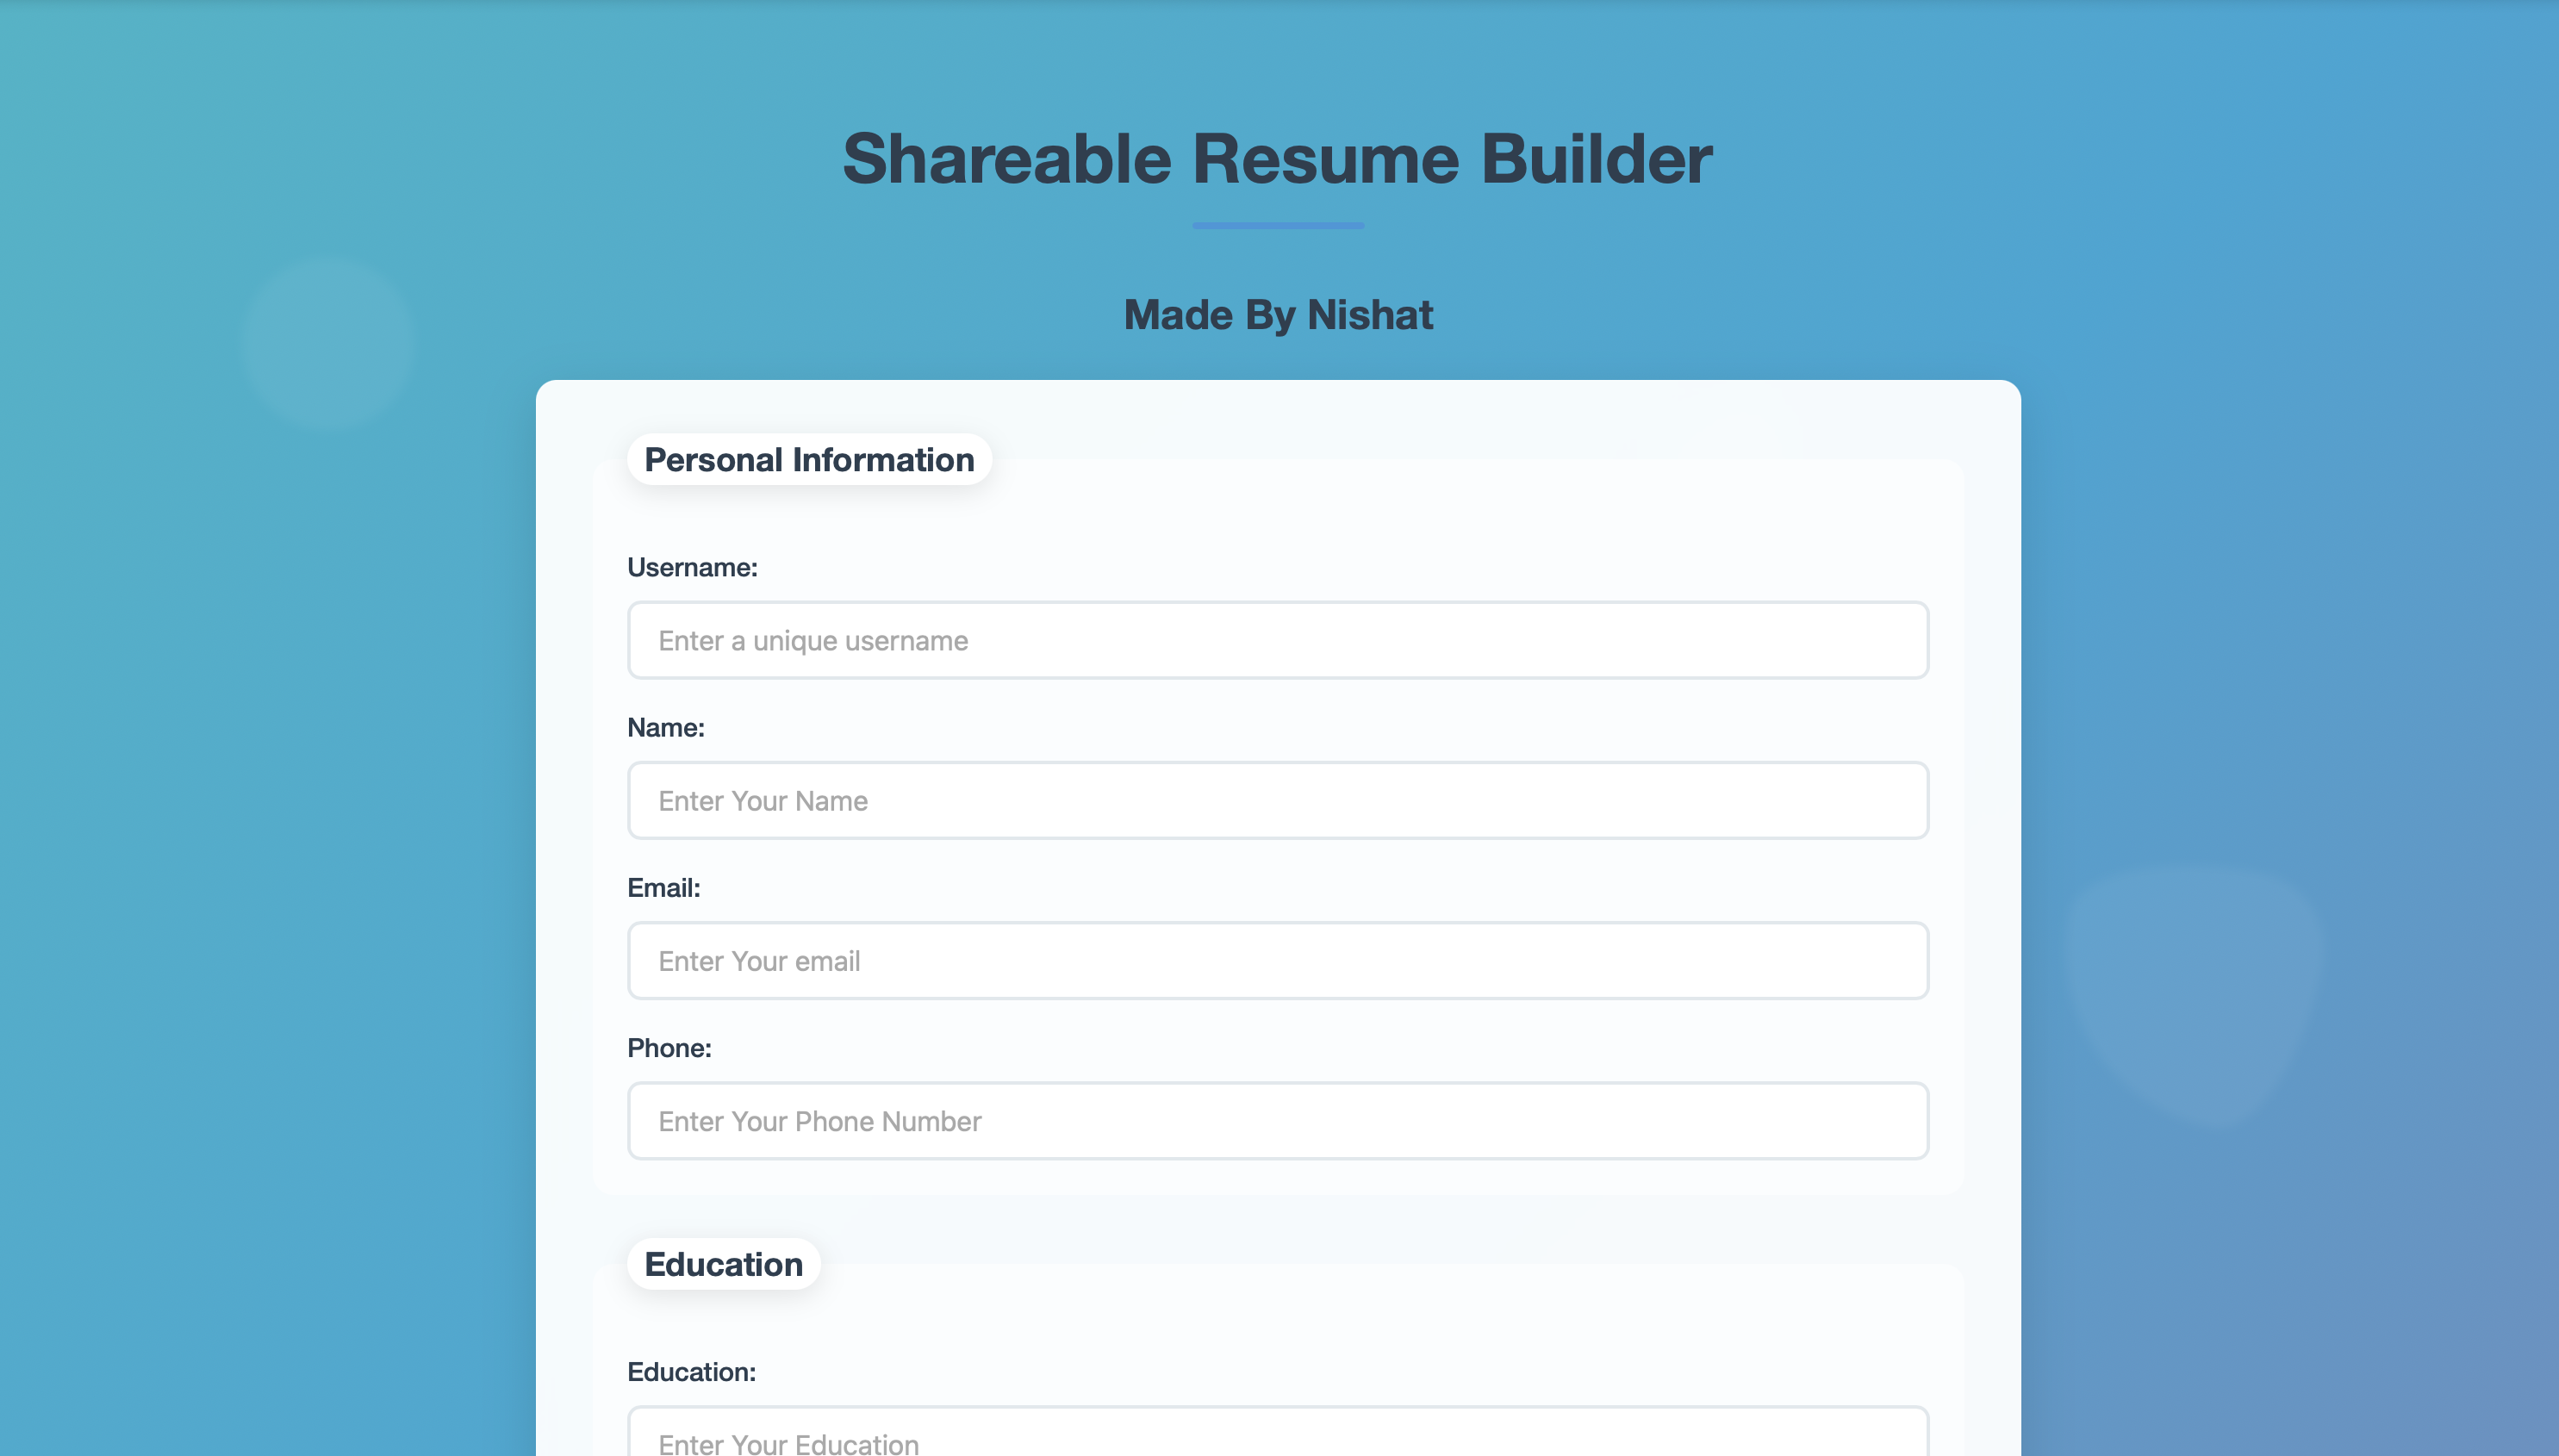 Shareable Resume Builder
Made By Nishat
Personal Information
Username:
Enter a unique username
Name:
Enter Your Name
Email:
Enter Your email
Phone:
Enter Your Phone Number
Education
Education:
Enter Your Education